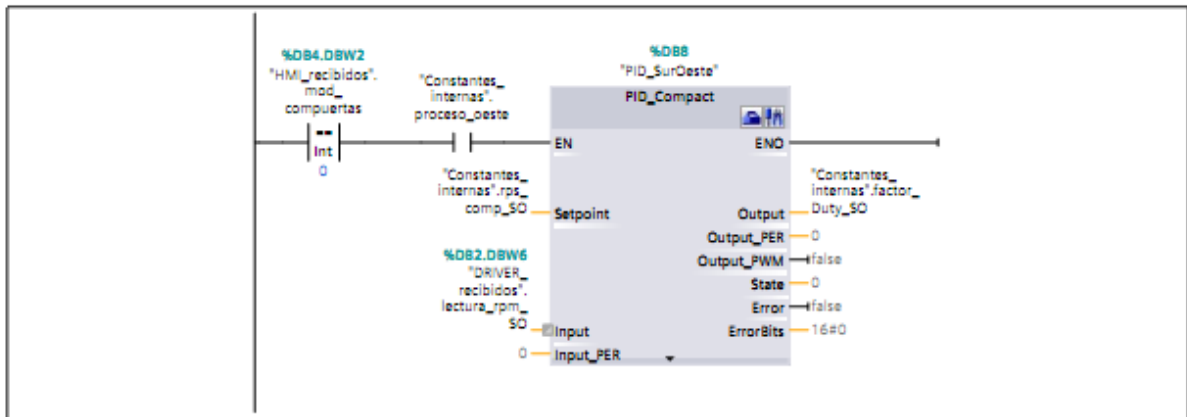 %DB4.DBW2
"HMI_recibidos".
mod_
compuertas
==
Int
0
"Constantes_
internas".
proceso_oeste
%DB8
"PID_SurOeste"
PID_Compact
EN
ENO
"Constantes_
internas".rps_
comp_SO
Setpoint
Output
"Constantes_
internas".factor_
Duty_SO
Output_PER
0
Output_PWM
false
State
0
Error
false
ErrorBits
16#0
%DB2.DBW6
"DRIVER_
recibidos".
lectura_rpm_
SO
Input
0
Input_PER